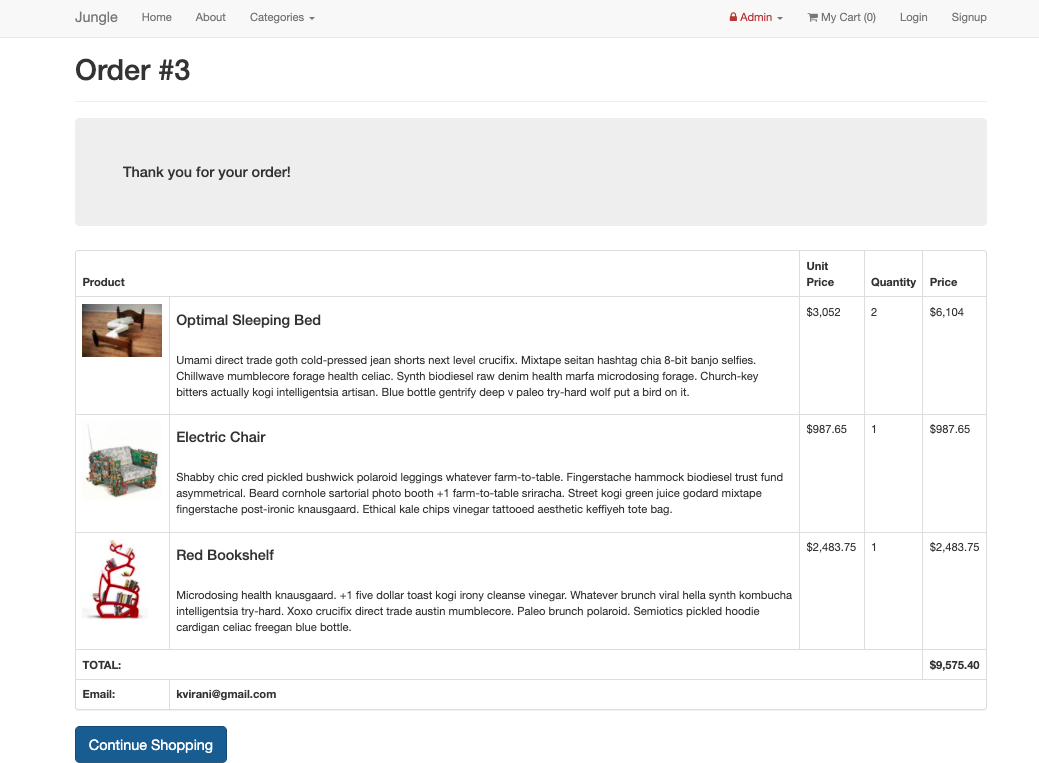 Jungle Home About Categories Admin My Cart (0) Login Signup
Order #3
Thank you for your order!
Product Unit Price Quantity Price
Optimal Sleeping Bed $3,052 2 $6,104
Umami direct trade goth cold-pressed jean shorts next level crucifix. Mixtape seitan hashtag chia 8-bit banjo selfies.
Chillwave mumblecore forage health celiac. Synth biodiesel raw denim health marfa microdosing forage. Church-key
bitters actually kogi intelligentsia artisan. Blue bottle gentrify deep v paleo try-hard wolf put a bird on it.
Electric Chair $987.65 1 $987.65
Shabby chic cred pickled bushwick polaroid leggings whatever farm-to-table. Fingerstache hammock biodiesel trust fund
asymmetrical. Beard cornhole sartorial photo booth +1 farm-to-table sriracha. Street kogi green juice godard mixtape
fingerstache post-ironic knausgaard. Ethical kale chips vinegar tattooed aesthetic keffiyeh tote bag.
Red Bookshelf $2,483.75 1 $2,483.75
Microdosing health knausgaard. +1 five dollar toast kogi irony cleanse vinegar. Whatever brunch viral hella synth kombucha
intelligentsia try-hard. Xoxo crucifix direct trade austin mumblecore. Paleo brunch polaroid. Semiotics pickled hoodie
cardigan celiac freegan blue bottle.
TOTAL: $9,575.40
Email: kvirani@gmail.com
Continue Shopping